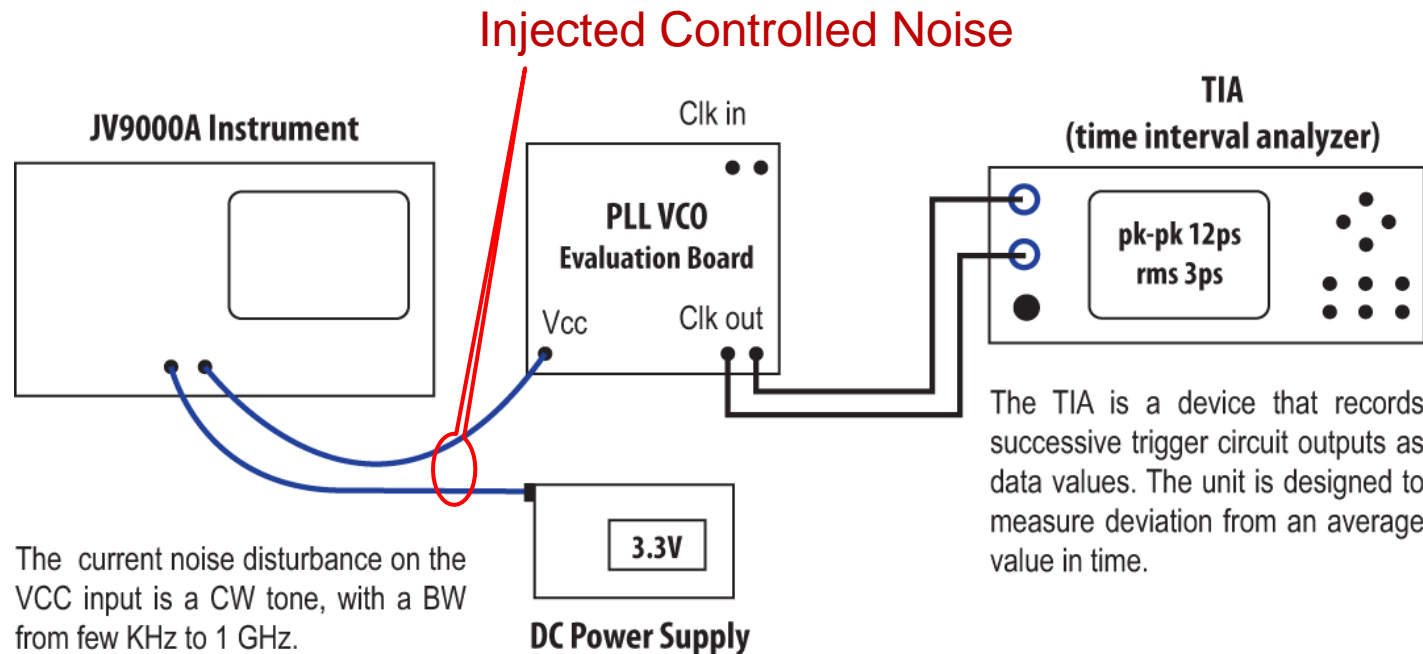 Injected Controlled Noise
JV9000A Instrument
Clk in
PLL VCO
Evaluation Board
Vcc
Clk out
TIA
(time interval analyzer)
pk-pk 12ps
rms 3ps
The TIA is a device that records
successive trigger circuit outputs as
data values. The unit is designed to
measure deviation from an average
value in time.
3.3V
DC Power Supply
The current noise disturbance on the
VCC input is a CW tone, with a BW
from few KHz to 1 GHz.